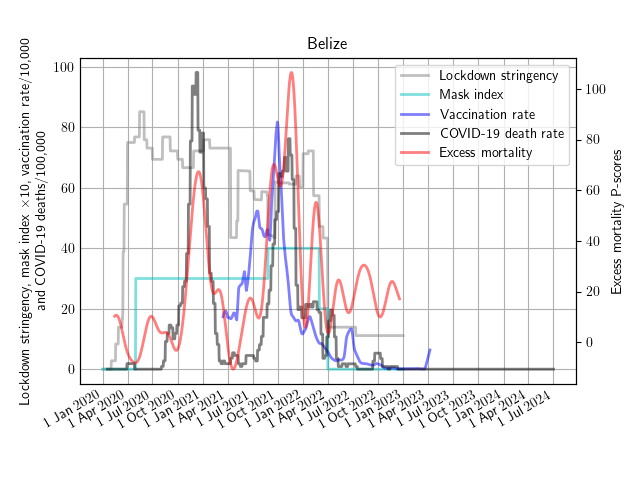 Belize
Lockdown stringency, mask index ×10, vaccination rate/10,000
and COVID-19 deaths/100,000
100
80
60
40
20
0
Lockdown stringency
Mask index
Vaccination rate
COVID-19 death rate
Excess mortality
100
80
60
40
20
0
Excess mortality P-scores
1 Jan 2020
1 Apr 2020
1 Jul 2020
1 Oct 2020
1 Jan 2021
1 Apr 2021
1 Jul 2021
1 Oct 2021
1 Jan 2022
1 Apr 2022
1 Jul 2022
1 Oct 2022
1 Jan 2023
1 Apr 2023
1 Jul 2023
1 Oct 2023
1 Jan 2024
1 Apr 2024
1 Jul 2024